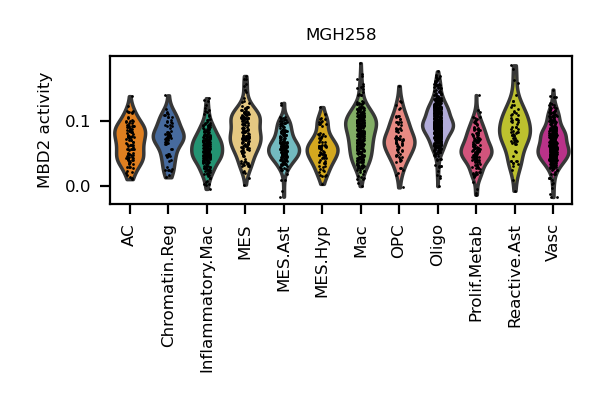 MGH258
MBD2 activity
0.1
0.0
AC
Chromatin.Reg
Inflammatory.Mac
MES
MES.Ast
MES.Hyp
Mac
OPC
Oligo
Prolif.Metab
Reactive.Ast
Vasc